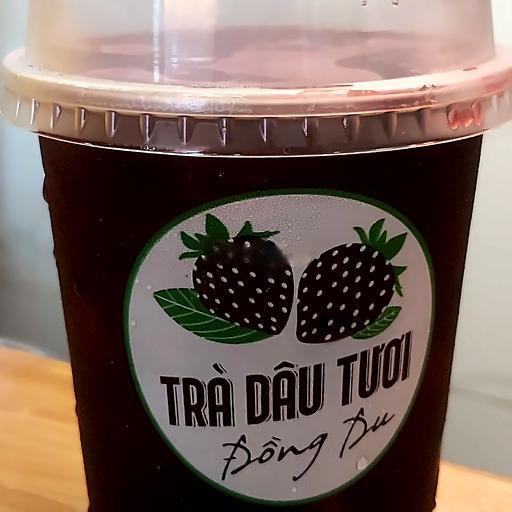 TRÀ DÂU TƯƠI
Đồng Du